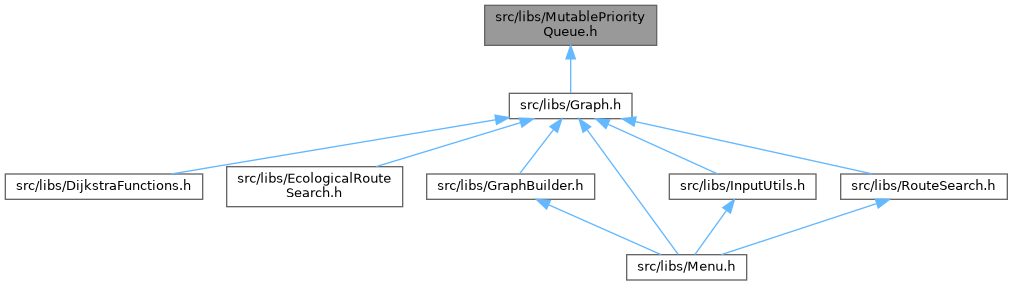 src/libs/MutablePriority
Queue.h
src/libs/Graph.h
src/libs/DijkstraFunctions.h
src/libs/EcologicalRoute
Search.h
src/libs/GraphBuilder.h
src/libs/InputUtils.h
src/libs/RouteSearch.h
src/libs/Menu.h